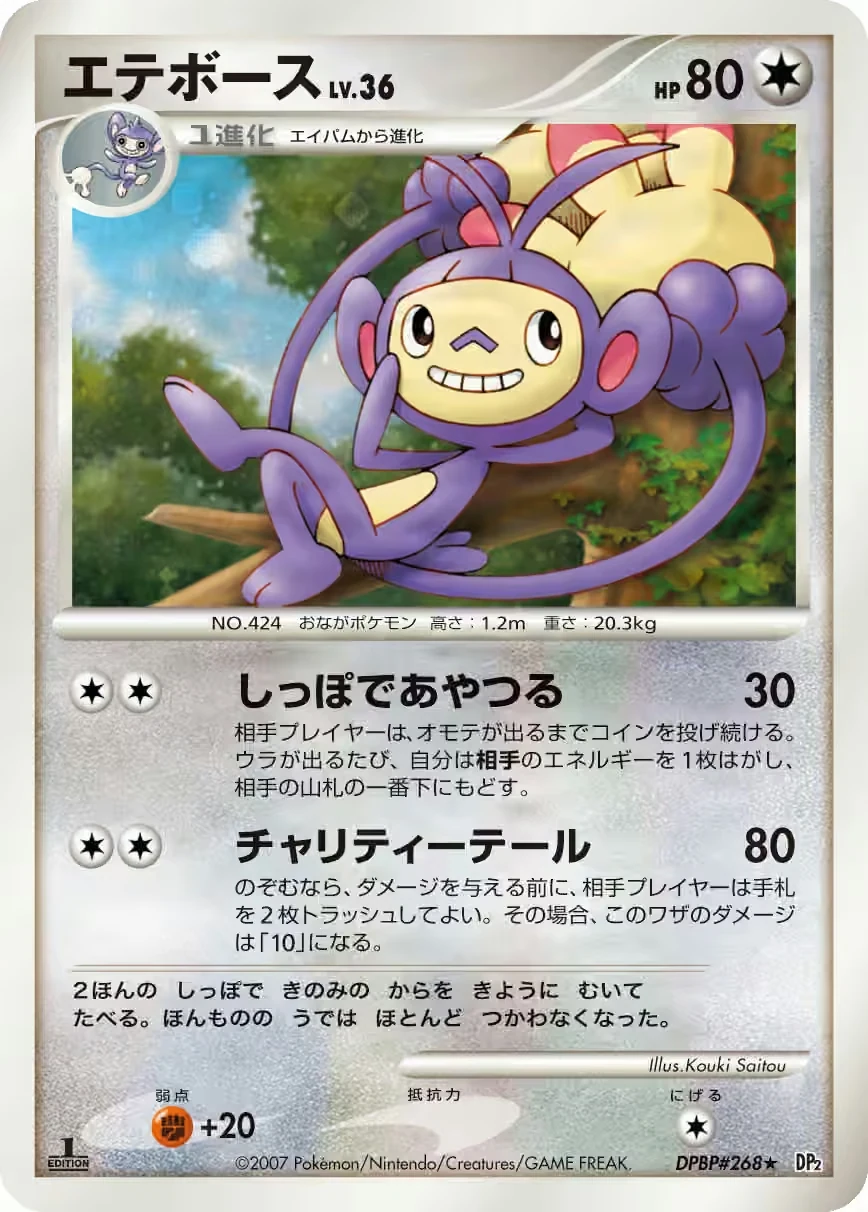 エテボース LV.36 HP 80
1進化 エイパムから進化
NO.424 おながポケモン 高さ：1.2m 重さ：20.3kg
しっぽであやつる 30
相手プレイヤーは、オモテが出るまでコインを投げ続ける。
ウラが出るたび、自分は相手のエネルギーを1枚はがし、
相手の山札の一番下にもどす。
チャリティーテール 80
のぞむなら、ダメージを与える前に、相手プレイヤーは手札
を2枚トラッシュしてよい。その場合、このワザのダメージ
は「10」になる。
2ほんの しっぽで きのみの からを きように むいて
たべる。ほんものの うでは ほとんど つかわなくなった。
Illus.Kouki Saitou
弱点 抵抗力 にげる
+20
1 EDITION
©2007 Pokémon/Nintendo/Creatures/GAME FREAK. DPBP#268★ DP2